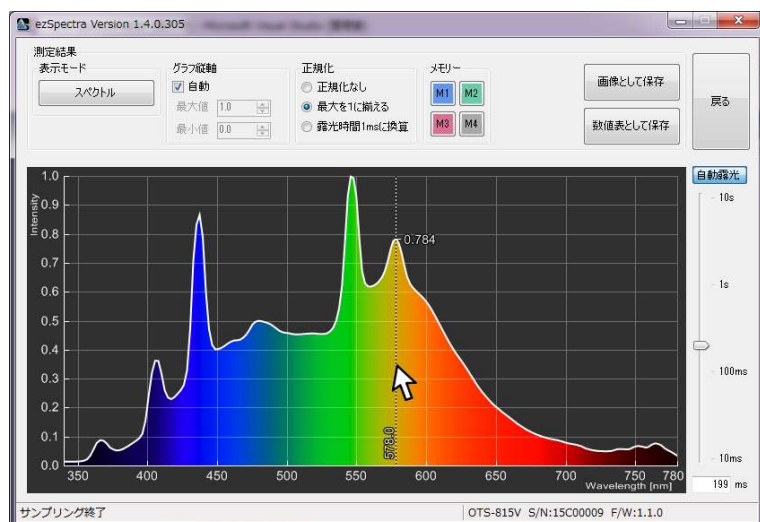 ezSpectra Version 1.4.0.305
測定結果
表示モード
スペクトル
グラフ縦軸
自動
最大値 1.0
最小値 0.0
正規化
正規化なし
最大を1に揃える
露光時間1msに換算
メモリー
M1 M2
M3 M4
画像として保存
数値表として保存
戻る
自動露光
10s
1s
100ms
10ms
199 ms
Intensity
1.0
0.9
0.8
0.7
0.6
0.5
0.4
0.3
0.2
0.1
0.0
0.784
578.0
350 400 450 500 550 600 650 700 750 780
Wavelength [nm]
サンプリング終了
OTS-815V S/N:15C00009 F/W:1.1.0